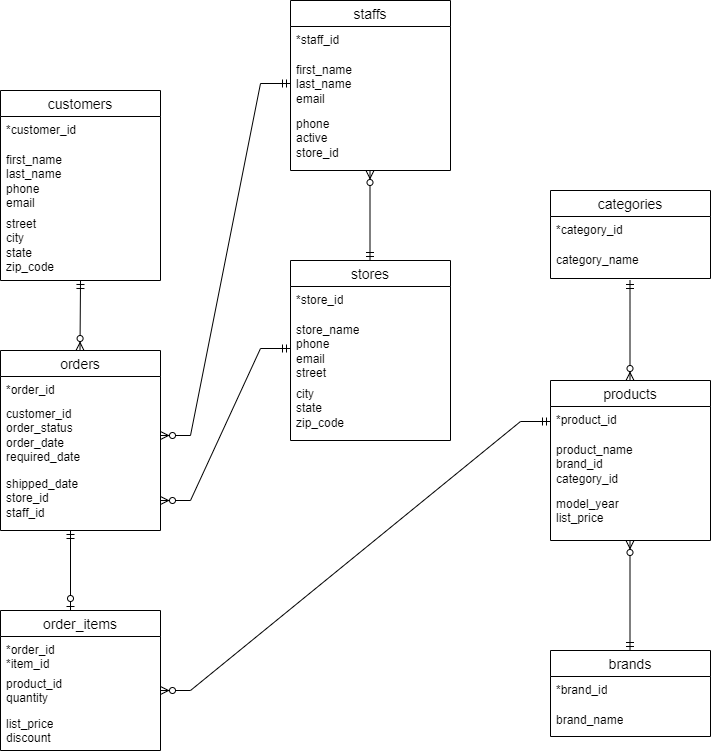 staffs
*staff_id
first_name
last_name
email
phone
active
store_id
customers
*customer_id
first_name
last_name
phone
email
street
city
state
zip_code
categories
*category_id
category_name
stores
*store_id
store_name
phone
email
street
city
state
zip_code
orders
*order_id
customer_id
order_status
order_date
required_date
shipped_date
store_id
staff_id
products
*product_id
product_name
brand_id
category_id
model_year
list_price
order_items
*order_id
*item_id
product_id
quantity
list_price
discount
brands
*brand_id
brand_name